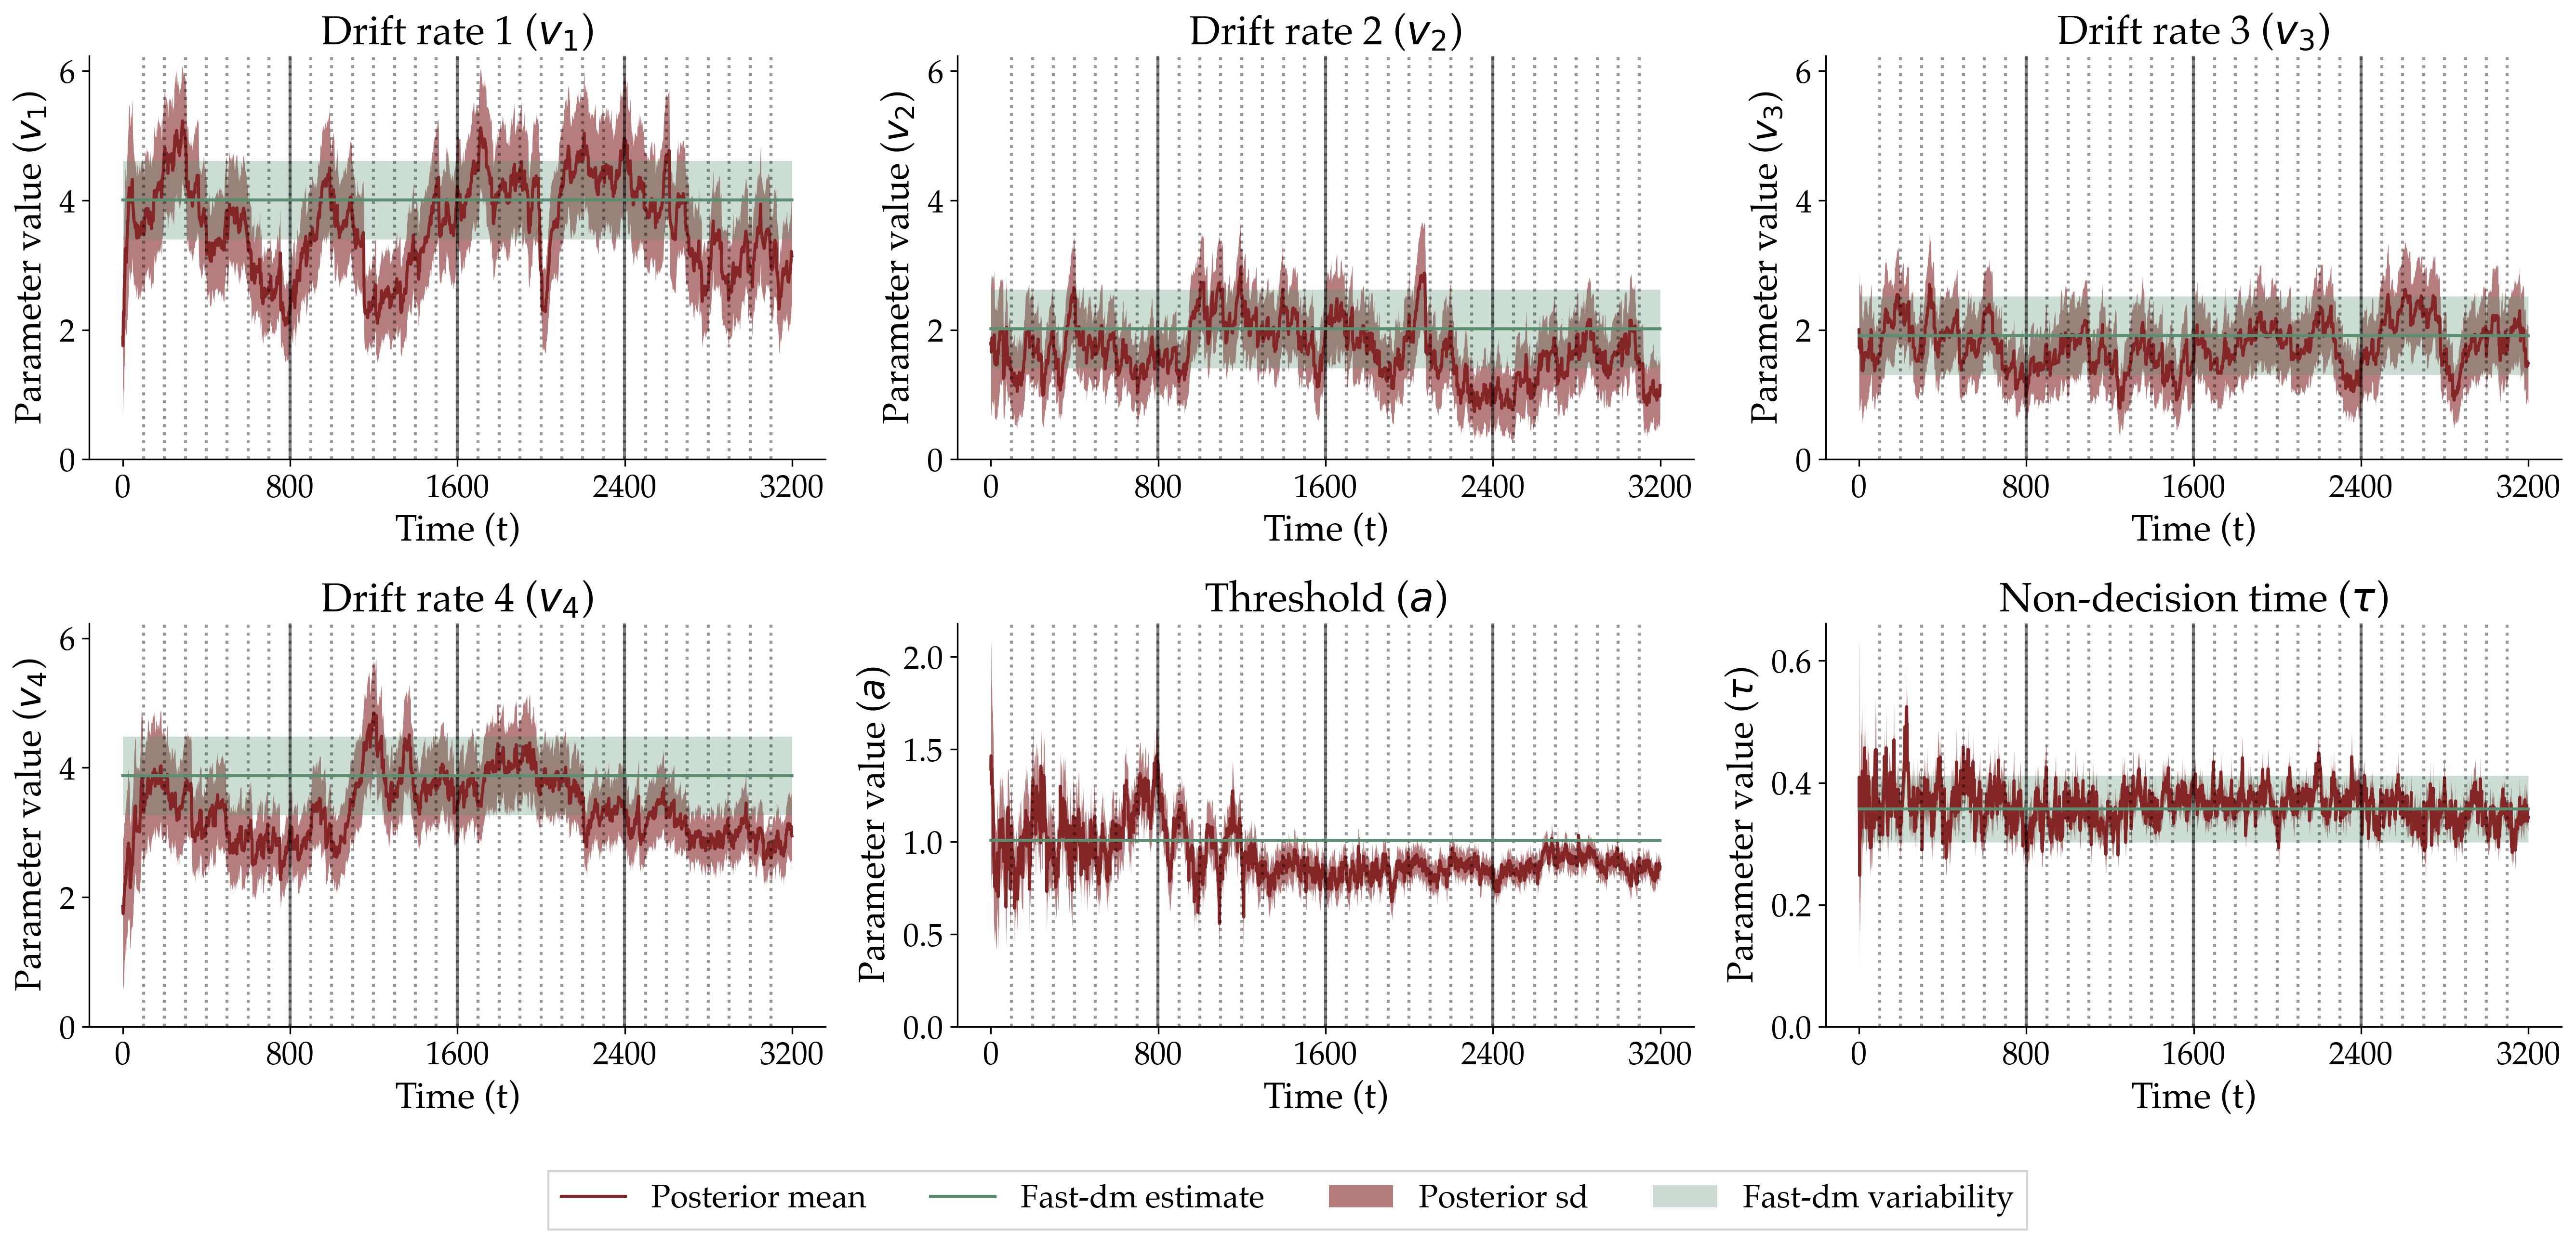 Drift rate 1 (v₁)
Parameter value (v₁)
6
4
2
0
0 800 1600 2400 3200
Time (t)
Drift rate 2 (v₂)
Parameter value (v₂)
6
4
2
0
0 800 1600 2400 3200
Time (t)
Drift rate 3 (v₃)
Parameter value (v₃)
6
4
2
0
0 800 1600 2400 3200
Time (t)
Drift rate 4 (v₄)
Parameter value (v₄)
6
4
2
0
0 800 1600 2400 3200
Time (t)
Threshold (a)
Parameter value (a)
2.0
1.5
1.0
0.5
0.0
0 800 1600 2400 3200
Time (t)
Non-decision time (τ)
Parameter value (τ)
0.6
0.4
0.2
0.0
0 800 1600 2400 3200
Time (t)
Posterior mean Fast-dm estimate Posterior sd Fast-dm variability